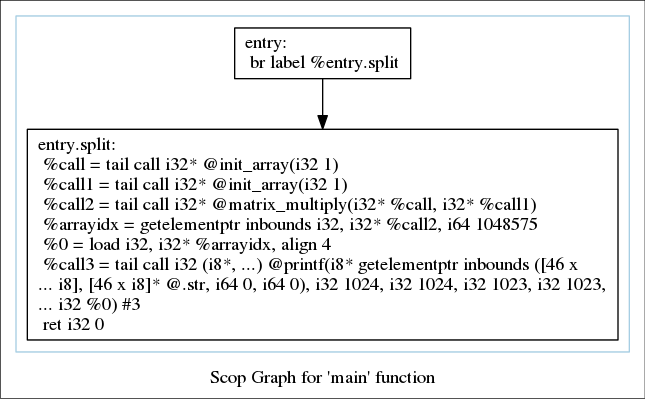 entry:
br label %entry.split
entry.split:
%call = tail call i32* @init_array(i32 1)
%call1 = tail call i32* @init_array(i32 1)
%call2 = tail call i32* @matrix_multiply(i32* %call, i32* %call1)
%arrayidx = getelementptr inbounds i32, i32* %call2, i64 1048575
%0 = load i32, i32* %arrayidx, align 4
%call3 = tail call i32 (i8*, ...) @printf(i8* getelementptr inbounds ([46 x
... i8], [46 x i8]* @.str, i64 0, i64 0), i32 1024, i32 1024, i32 1023, i32 1023,
... i32 %0) #3
ret i32 0
Scop Graph for 'main' function